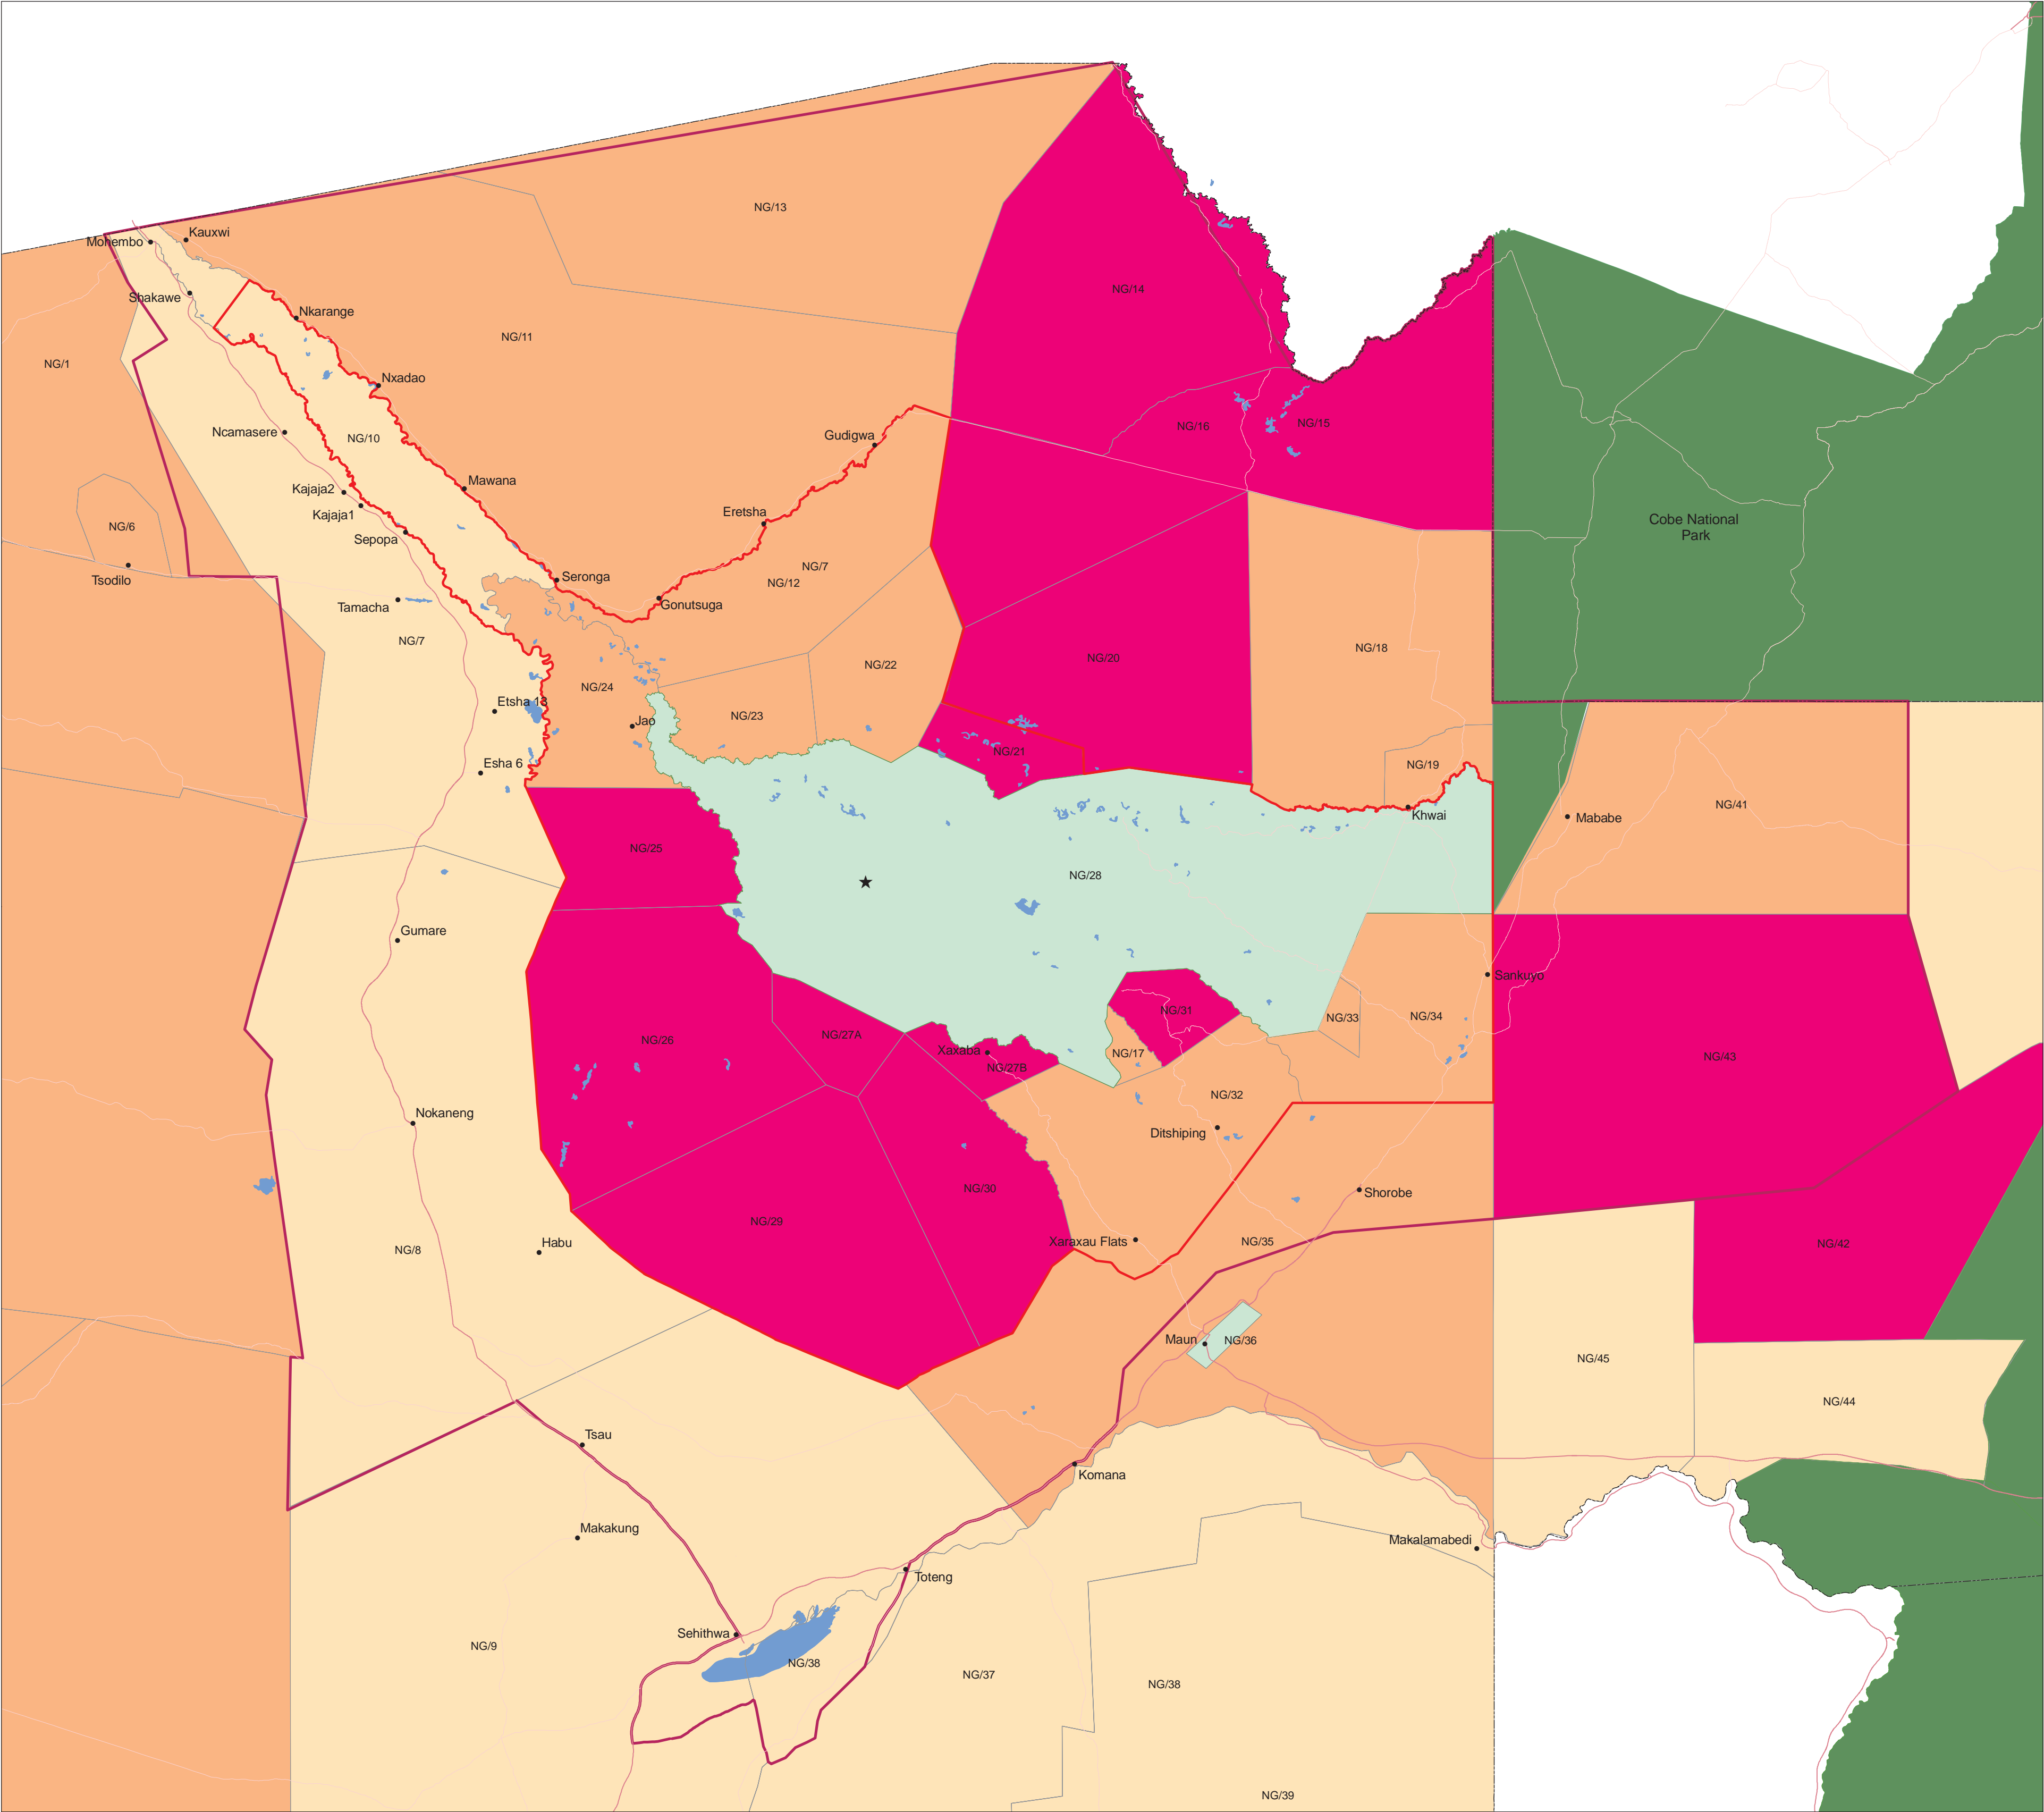 NG/13
Kauxwi
Mohembo
NG/14
Shakawe
Nkarange
NG/11
NG/1
Nxadao
NG/16
NG/15
Ncamasere
NG/10
Gudigwa
Mawana
Kajaja2
Kajaja1
Eretsha
Cobe National
Park
NG/6
Sepopa
NG/7
Tsodilo
Seronga
NG/12
Tamacha
Gonutsuga
NG/7
NG/18
NG/20
NG/22
NG/24
Etsha 13
NG/23
Jao
NG/21
Esha 6
NG/19
NG/41
Khwai
Mababe
NG/25
NG/28
Gumare
Sankuyo
NG/31
NG/33
NG/34
NG/27A
NG/26
Xaxaba
NG/17
NG/43
NG/27B
NG/32
Nokaneng
Ditshiping
NG/30
Shorobe
NG/29
Habu
Xaraxau Flats
NG/35
NG/42
NG/8
Maun
NG/36
NG/45
NG/44
Tsau
Komana
Makakung
Makalamabedi
Toteng
Sehithwa
NG/9
NG/38
NG/37
NG/38
NG/39